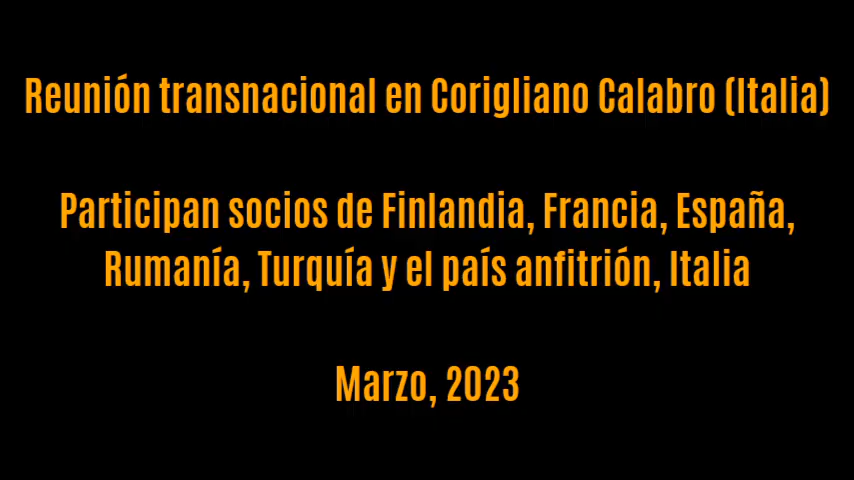 Reunión transnacional en Corigliano Calabro (Italia)
Participan socios de Finlandia, Francia, España,
Rumanía, Turquía y el país anfitrión, Italia
Marzo, 2023